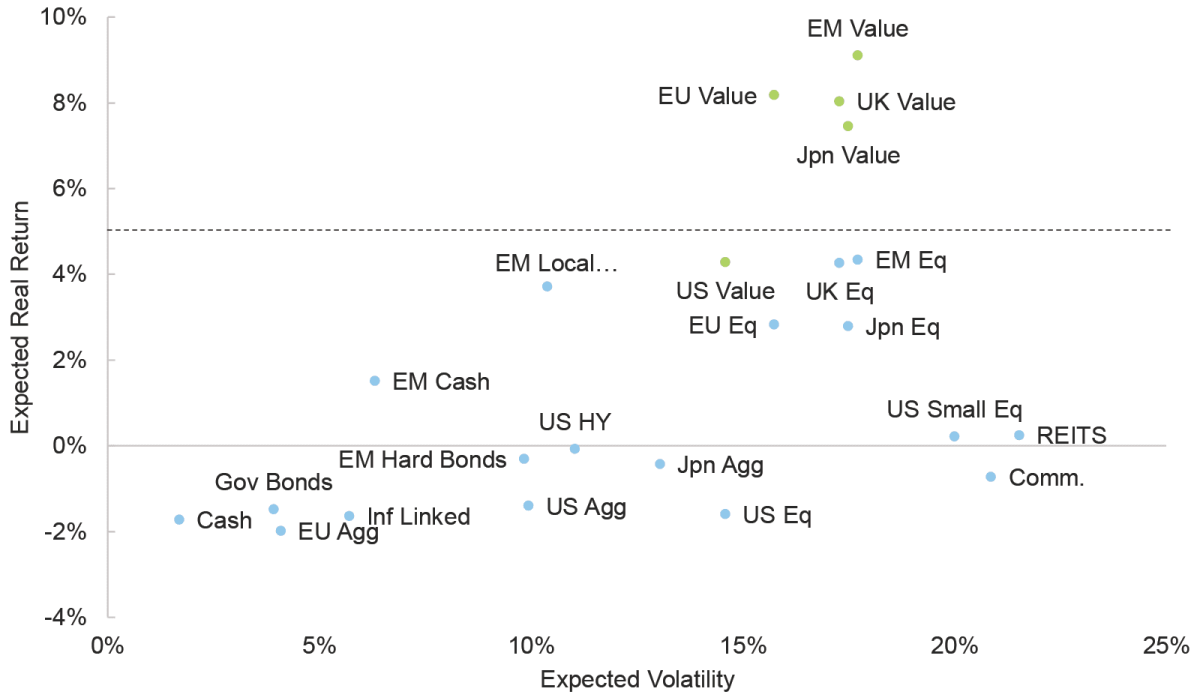 10%
8%
6%
4%
2%
0%
-2%
-4%
Expected Real Return
EM Value
EU Value
UK Value
Jpn Value
EM Local…
US Value
EM Eq
UK Eq
EU Eq
Jpn Eq
EM Cash
US HY
US Small Eq
REITS
EM Hard Bonds
Jpn Agg
Comm.
Gov Bonds
Cash
EU Agg
Inf Linked
US Agg
US Eq
0%
5%
10%
15%
20%
25%
Expected Volatility